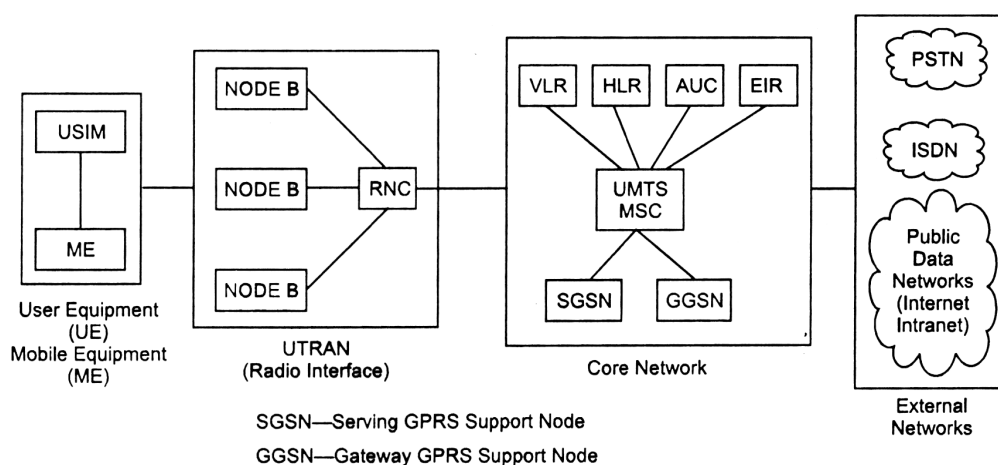 USIM
ME
User Equipment
(UE)
Mobile Equipment
(ME)
NODE B
NODE B
NODE B
RNC
UTRAN
(Radio Interface)
VLR
HLR
AUC
EIR
UMTS
MSC
SGSN
GGSN
Core Network
PSTN
ISDN
Public
Data
Networks
(Internet
Intranet)
External
Networks
SGSN—Serving GPRS Support Node
GGSN—Gateway GPRS Support Node